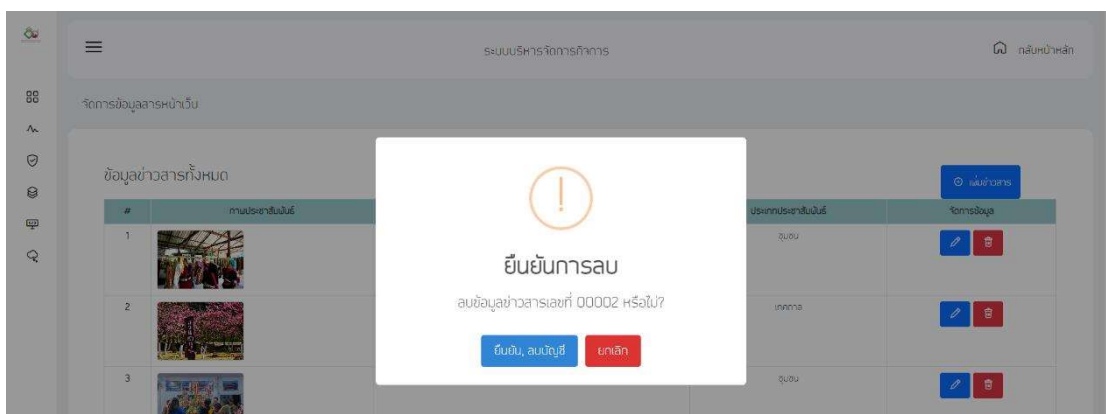 ระบบบริหารจัดการกิจการ
กลับหน้าหลัก
จัดการข้อมูลสารหน้าเว็บ
ข้อมูลข่าวสารทั้งหมด
เพิ่มข่าวสาร
# ภาพประชาสัมพันธ์ ประเภทประชาสัมพันธ์ จัดการข้อมูล
1 ชุมชน
2 เทศกาล
3 ชุมชน
!
ยืนยันการลบ
ลบข้อมูลข่าวสารเลขที่ 00002 หรือไม่?
ยืนยัน, ลบบัญชี
ยกเลิก